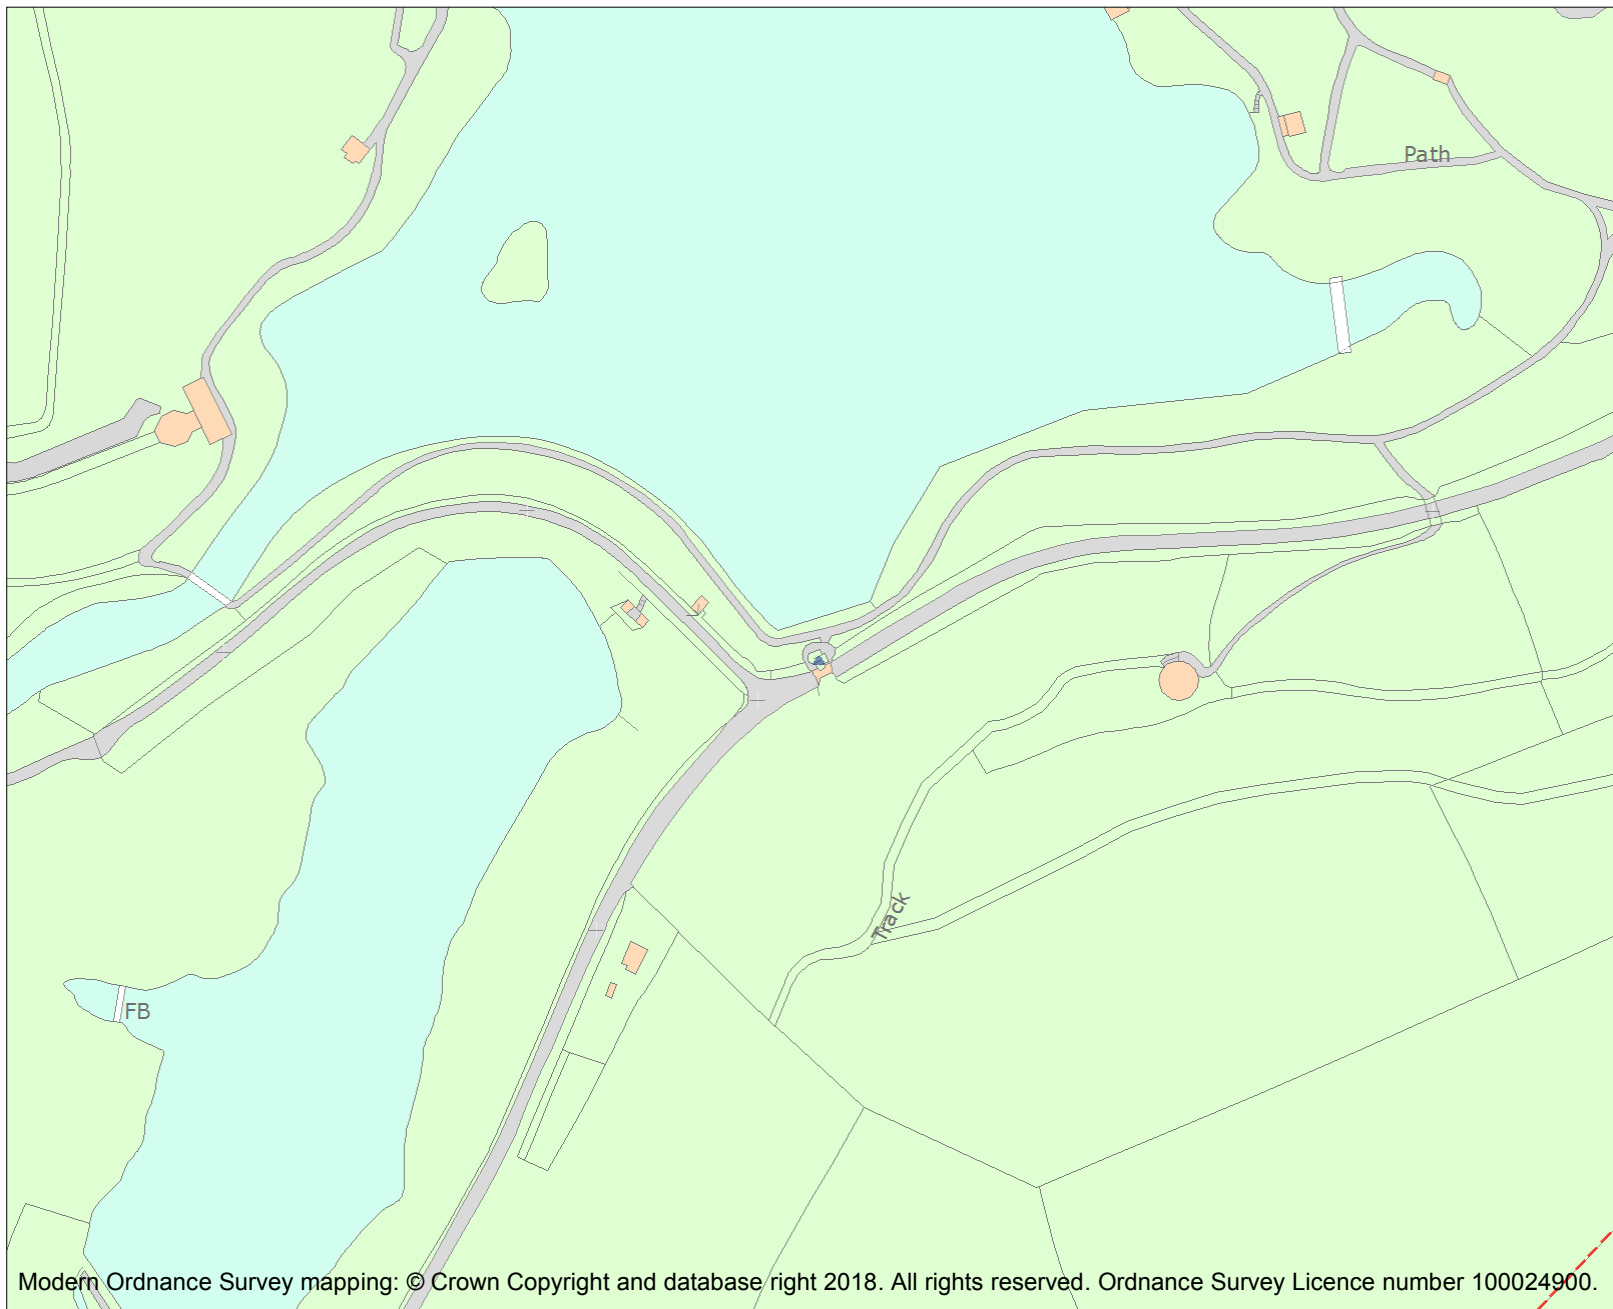 Path
Track
FB
Modern Ordnance Survey mapping: © Crown Copyright and database right 2018. All rights reserved. Ordnance Survey Licence number 100024900.